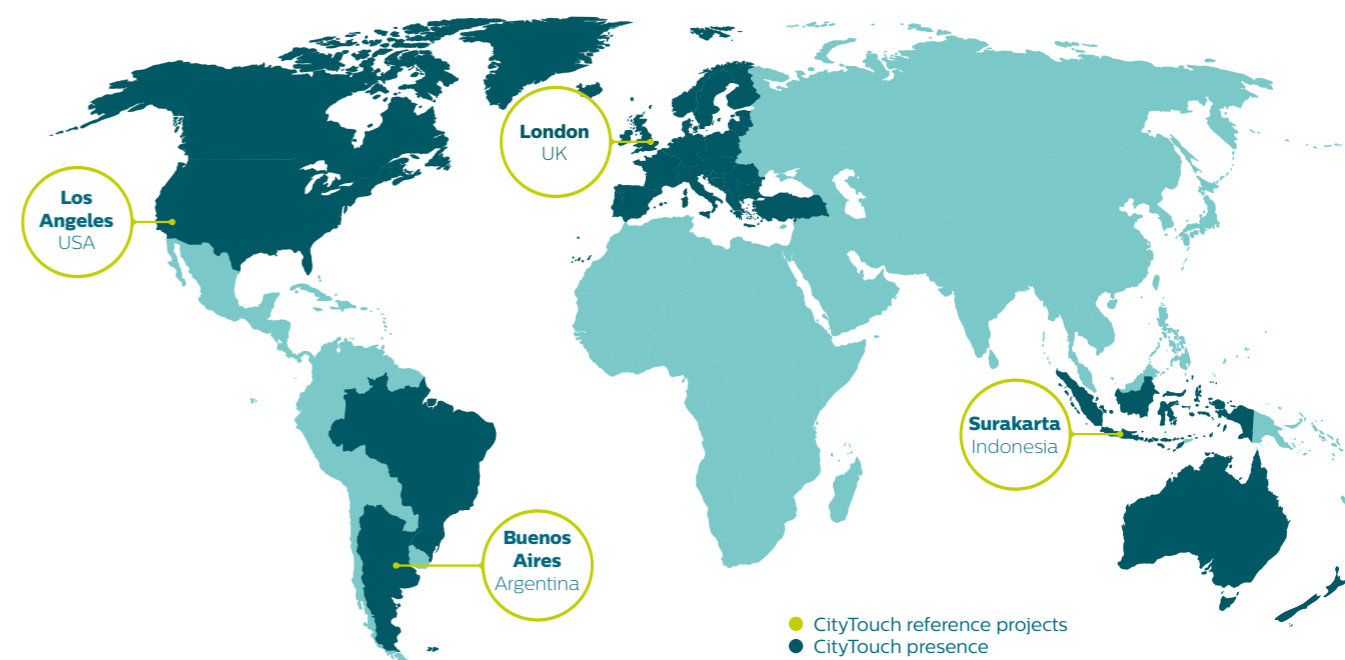 London
UK
Los
Angeles
USA
Surakarta
Indonesia
Buenos
Aires
Argentina
CityTouch reference projects
CityTouch presence